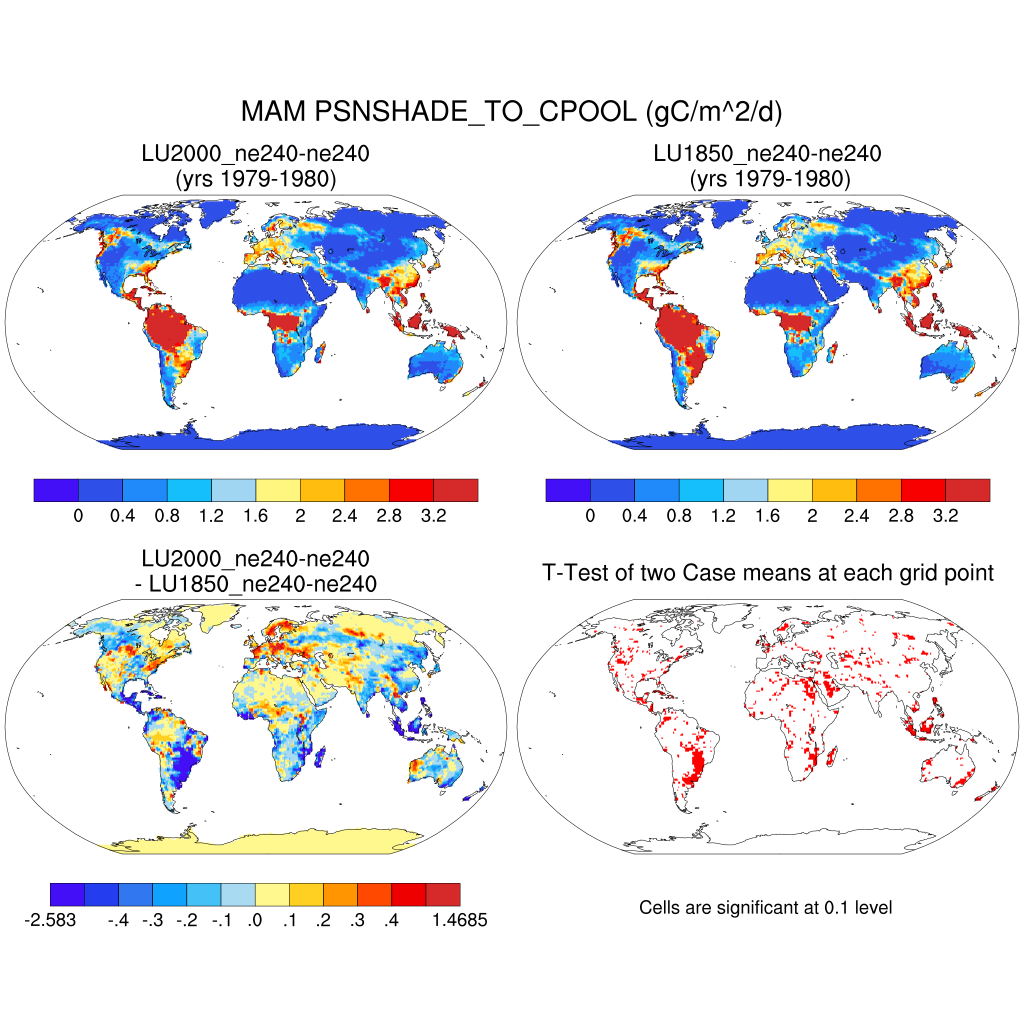 MAM PSNSHADE_TO_CPOOL (gC/m^2/d)
LU2000_ne240-ne240
(yrs 1979-1980)
LU1850_ne240-ne240
(yrs 1979-1980)
0 0.4 0.8 1.2 1.6 2 2.4 2.8 3.2
0 0.4 0.8 1.2 1.6 2 2.4 2.8 3.2
LU2000_ne240-ne240
- LU1850_ne240-ne240
T-Test of two Case means at each grid point
-2.583 -.4 -.3 -.2 -.1 .0 .1 .2 .3 .4 1.4685
Cells are significant at 0.1 level